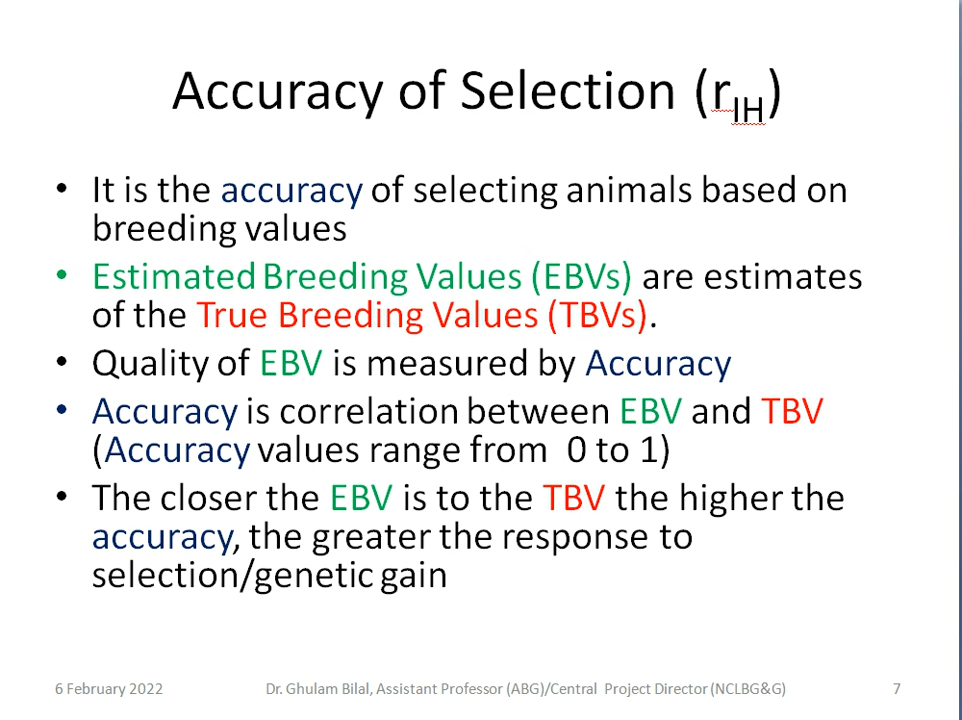 Accuracy of Selection (rIH)
• It is the accuracy of selecting animals based on
breeding values
• Estimated Breeding Values (EBVs) are estimates
of the True Breeding Values (TBVs).
• Quality of EBV is measured by Accuracy
• Accuracy is correlation between EBV and TBV
(Accuracy values range from 0 to 1)
• The closer the EBV is to the TBV the higher the
accuracy, the greater the response to
selection/genetic gain
6 February 2022 Dr. Ghulam Bilal, Assistant Professor (ABG)/Central Project Director (NCLBG&G) 7